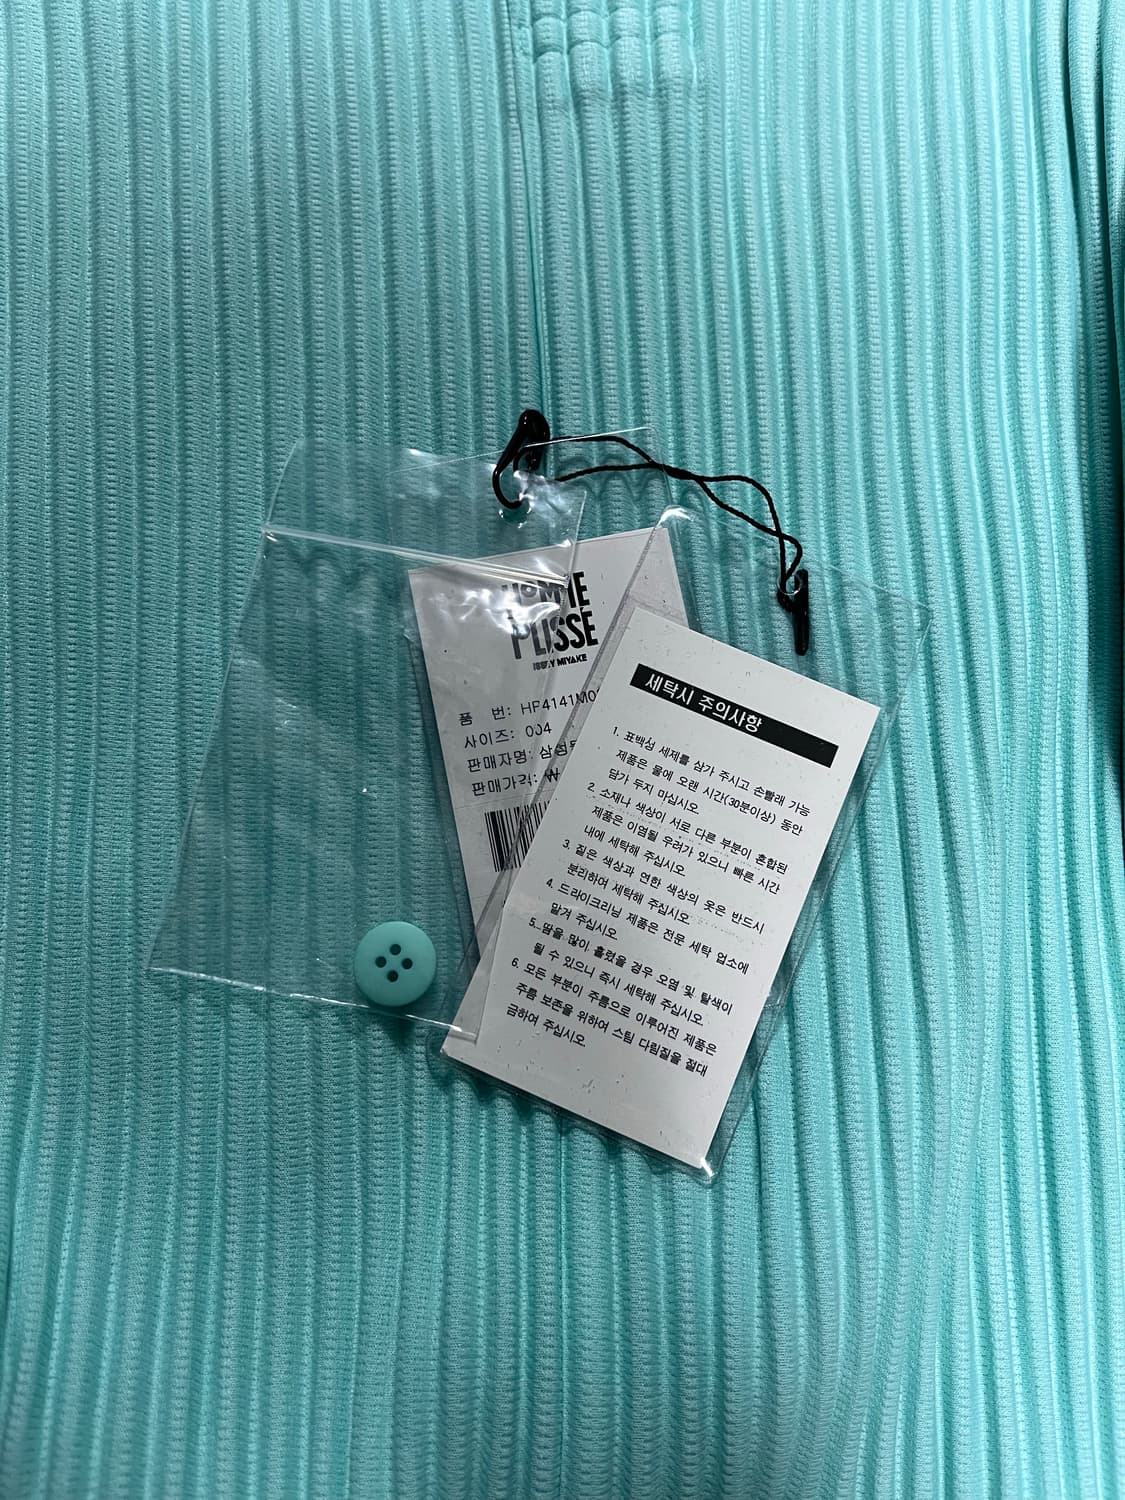 HOMME
PLISSÉ
ISSEY MIYAKE
품 번: HP4141M0
사이즈: 004
판매자명: 삼성
판매가격: ₩
세탁시 주의사항
1. 표백성 세제를 삼가 주시고 손빨래 가능
제품은 물에 오랜 시간(30분이상) 동안
담가 두지 마십시오.
2. 소재나 색상이 서로 다른 부분이 혼합된
제품은 이염될 우려가 있으니 빠른 시간
내에 세탁해 주십시오.
3. 짙은 색상과 연한 색상의 옷은 반드시
분리하여 세탁해 주십시오.
4. 드라이크리닝 제품은 전문 세탁 업소에
맡겨 주십시오.
5. 땀을 많이 흘렸을 경우 오염 및 탈색이
될 수 있으니 즉시 세탁해 주십시오.
6. 모든 부분이 주름으로 이루어진 제품은
주름 보존을 위하여 스팀 다림질을 절대
금하여 주십시오.